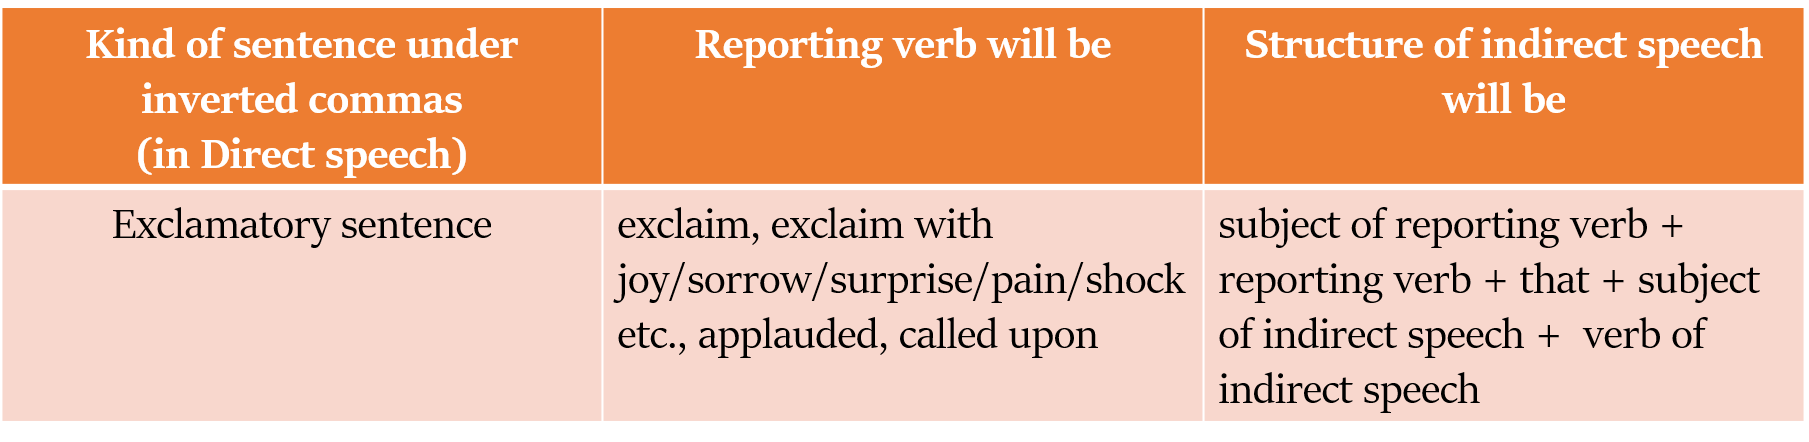 Kind of sentence under
inverted commas
(in Direct speech)
Reporting verb will be
Structure of indirect speech
will be
Exclamatory sentence
exclaim, exclaim with
joy/sorrow/surprise/pain/shock
etc., applauded, called upon
subject of reporting verb +
reporting verb + that + subject
of indirect speech +  verb of
indirect speech